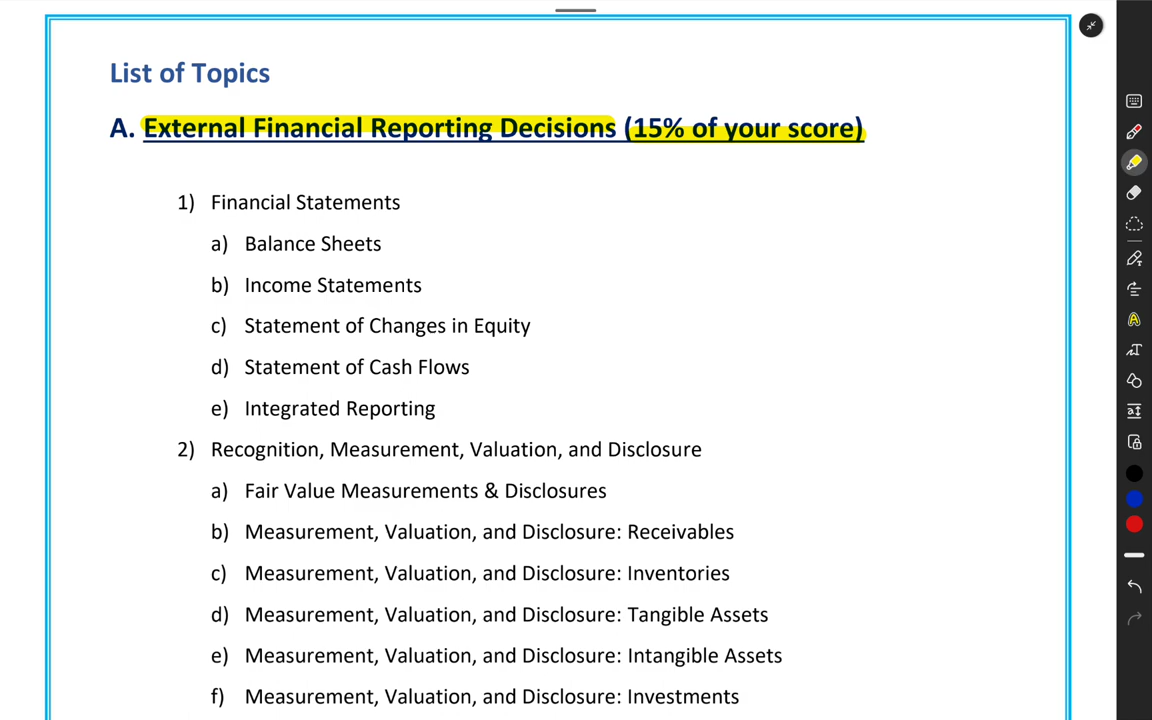 List of Topics
A. External Financial Reporting Decisions (15% of your score)
1) Financial Statements
a) Balance Sheets
b) Income Statements
c) Statement of Changes in Equity
d) Statement of Cash Flows
e) Integrated Reporting
2) Recognition, Measurement, Valuation, and Disclosure
a) Fair Value Measurements & Disclosures
b) Measurement, Valuation, and Disclosure: Receivables
c) Measurement, Valuation, and Disclosure: Inventories
d) Measurement, Valuation, and Disclosure: Tangible Assets
e) Measurement, Valuation, and Disclosure: Intangible Assets
f) Measurement, Valuation, and Disclosure: Investments